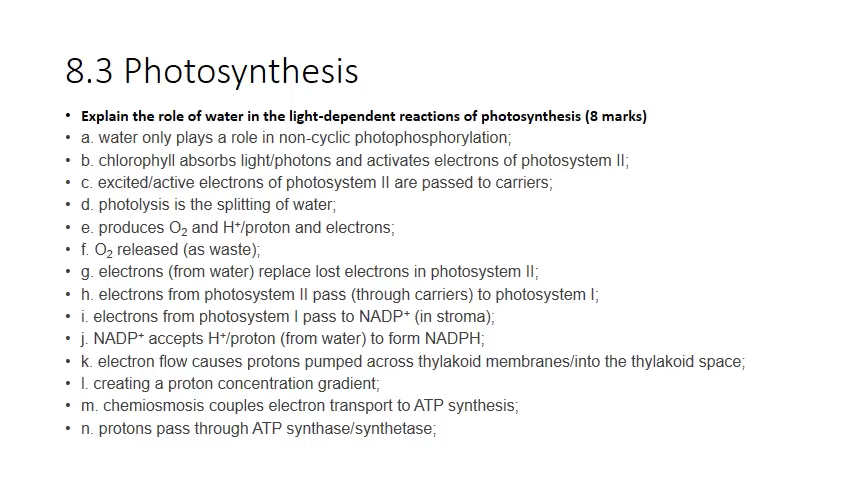 8.3 Photosynthesis
• Explain the role of water in the light-dependent reactions of photosynthesis (8 marks)
• a. water only plays a role in non-cyclic photophosphorylation;
• b. chlorophyll absorbs light/photons and activates electrons of photosystem II;
• c. excited/active electrons of photosystem II are passed to carriers;
• d. photolysis is the splitting of water;
• e. produces O₂ and H⁺/proton and electrons;
• f. O₂ released (as waste);
• g. electrons (from water) replace lost electrons in photosystem II;
• h. electrons from photosystem II pass (through carriers) to photosystem I;
• i. electrons from photosystem I pass to NADP⁺ (in stroma);
• j. NADP⁺ accepts H⁺/proton (from water) to form NADPH;
• k. electron flow causes protons pumped across thylakoid membranes/into the thylakoid space;
• l. creating a proton concentration gradient;
• m. chemiosmosis couples electron transport to ATP synthesis;
• n. protons pass through ATP synthase/synthetase;